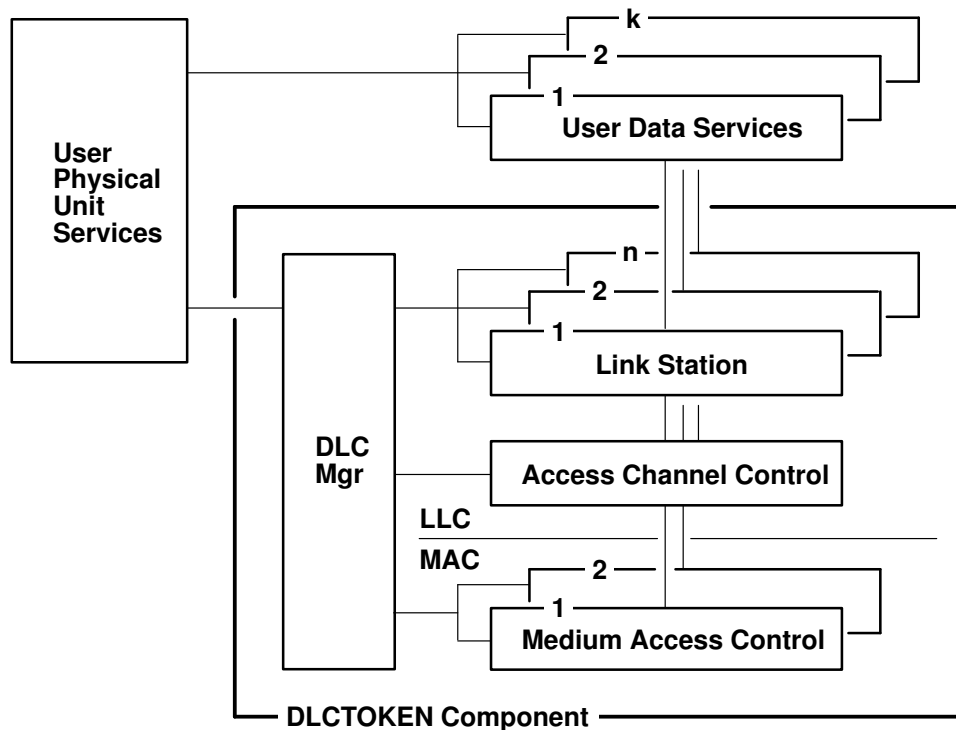 k
2
1
User Data Services
User
Physical
Unit
Services
n
2
1
Link Station
DLC
Mgr
Access Channel Control
LLC
MAC
2
1
Medium Access Control
DLCTOKEN Component